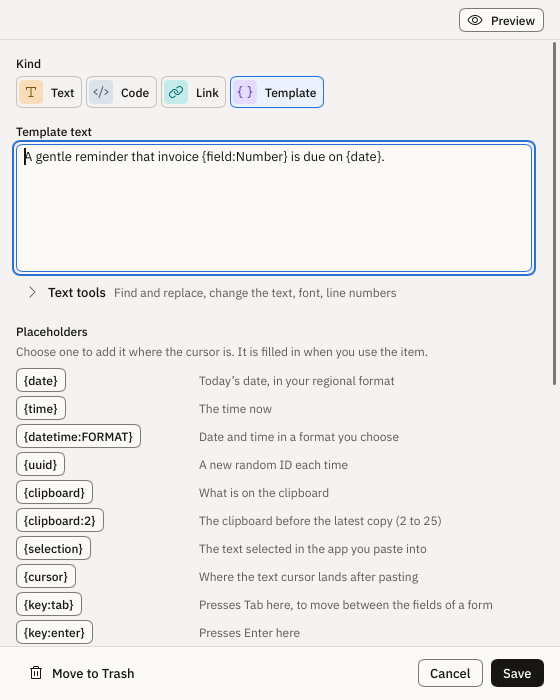 Preview
Kind
Text
Code
Link
Template
Template text
A gentle reminder that invoice {field:Number} is due on {date}.
Text tools Find and replace, change the text, font, line numbers
Placeholders
Choose one to add it where the cursor is. It is filled in when you use the item.
{date} Today’s date, in your regional format
{time} The time now
{datetime:FORMAT} Date and time in a format you choose
{uuid} A new random ID each time
{clipboard} What is on the clipboard
{clipboard:2} The clipboard before the latest copy (2 to 25)
{selection} The text selected in the app you paste into
{cursor} Where the text cursor lands after pasting
{key:tab} Presses Tab here, to move between the fields of a form
{key:enter} Presses Enter here
Move to Trash
Cancel
Save